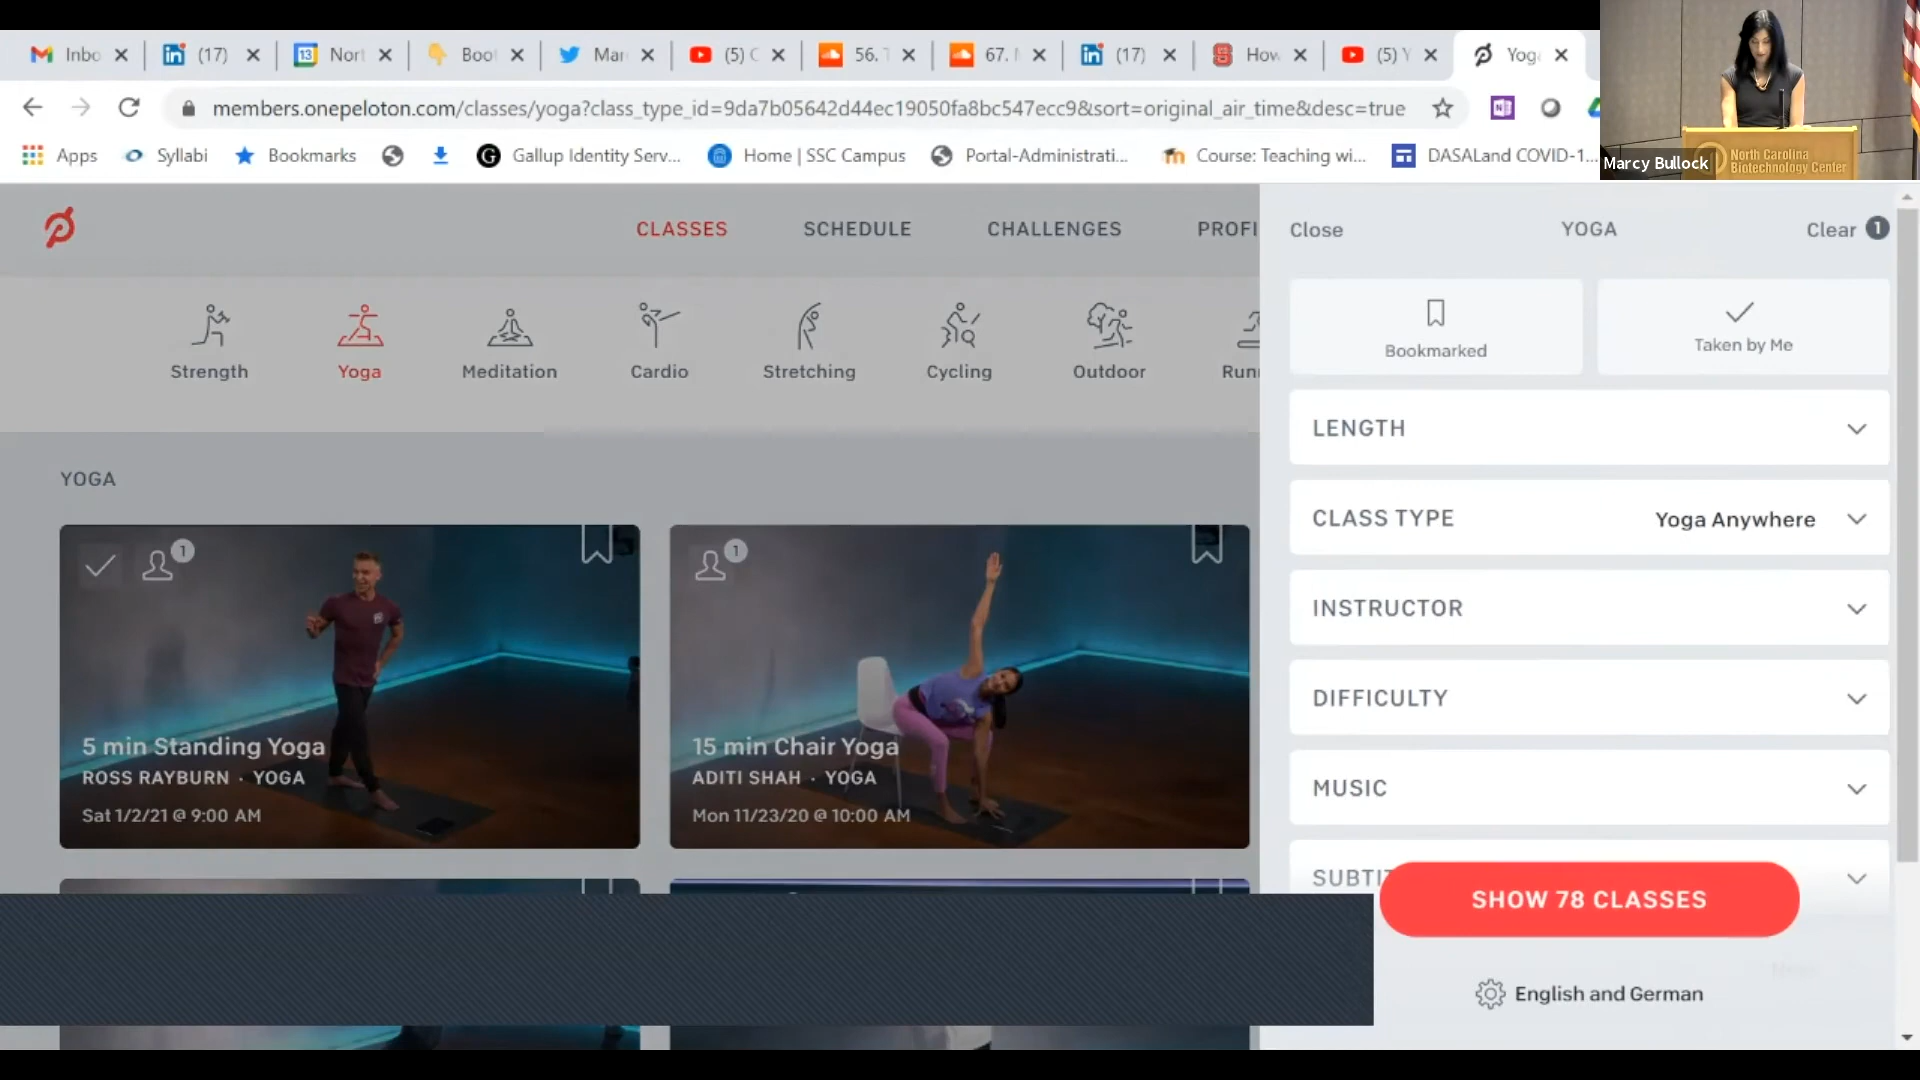 Inbo
(17)
13
Nor
Boot
Mar
(5) C
56. T
67.
(17)
How
(5) Y
Yog
members.onepeloton.com/classes/yoga?class_type_id=9da7b05642d44ec19050fa8bc547ecc9&sort=original_air_time&desc=true
Apps
Syllabi
Bookmarks
Gallup Identity Serv...
Home | SSC Campus
Portal-Administrati...
Course: Teaching wi...
DASALand COVID-1...
North Carolina
Biotechnology Center
Marcy Bullock
CLASSES
SCHEDULE
CHALLENGES
PROFI
Strength
Yoga
Meditation
Cardio
Stretching
Cycling
Outdoor
Run
YOGA
1
5 min Standing Yoga
ROSS RAYBURN · YOGA
Sat 1/2/21 @ 9:00 AM
1
15 min Chair Yoga
ADITI SHAH · YOGA
Mon 11/23/20 @ 10:00 AM
Close
YOGA
Clear 1
Bookmarked
Taken by Me
LENGTH
CLASS TYPE
Yoga Anywhere
INSTRUCTOR
DIFFICULTY
MUSIC
SUBTI
SHOW 78 CLASSES
English and German